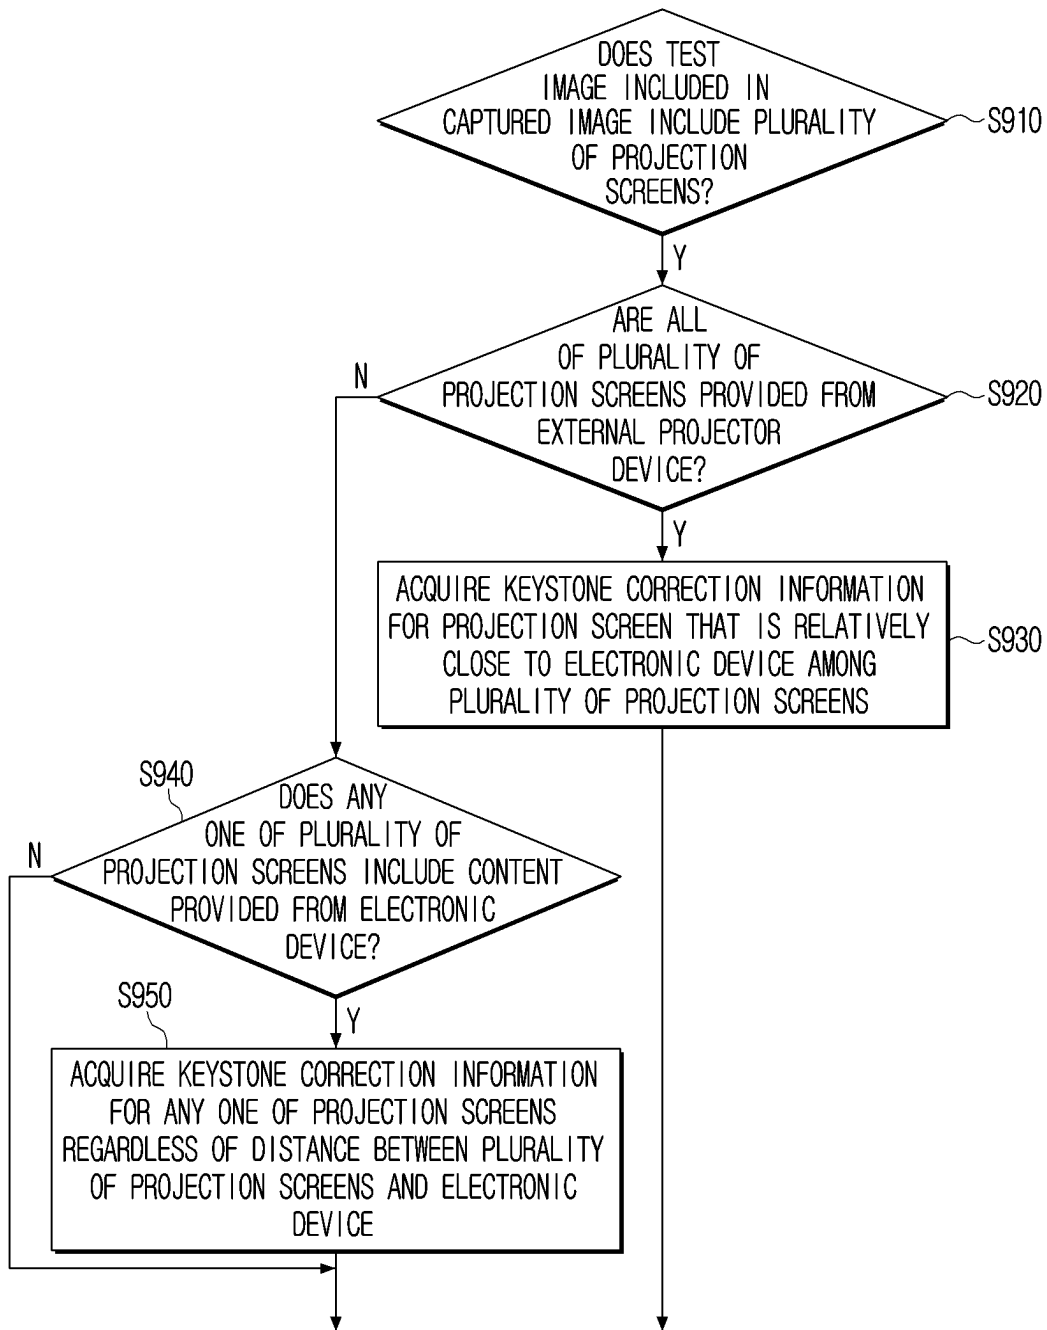 DOES TEST
IMAGE INCLUDED IN
CAPTURED IMAGE INCLUDE PLURALITY
OF PROJECTION
SCREENS?
S910
Y
ARE ALL
OF PLURALITY OF
PROJECTION SCREENS PROVIDED FROM
EXTERNAL PROJECTOR
DEVICE?
S920
N
Y
ACQUIRE KEYSTONE CORRECTION INFORMATION
FOR PROJECTION SCREEN THAT IS RELATIVELY
CLOSE TO ELECTRONIC DEVICE AMONG
PLURALITY OF PROJECTION SCREENS
S930
S940
DOES ANY
ONE OF PLURALITY OF
PROJECTION SCREENS INCLUDE CONTENT
PROVIDED FROM ELECTRONIC
DEVICE?
N
Y
S950
ACQUIRE KEYSTONE CORRECTION INFORMATION
FOR ANY ONE OF PROJECTION SCREENS
REGARDLESS OF DISTANCE BETWEEN PLURALITY
OF PROJECTION SCREENS AND ELECTRONIC
DEVICE